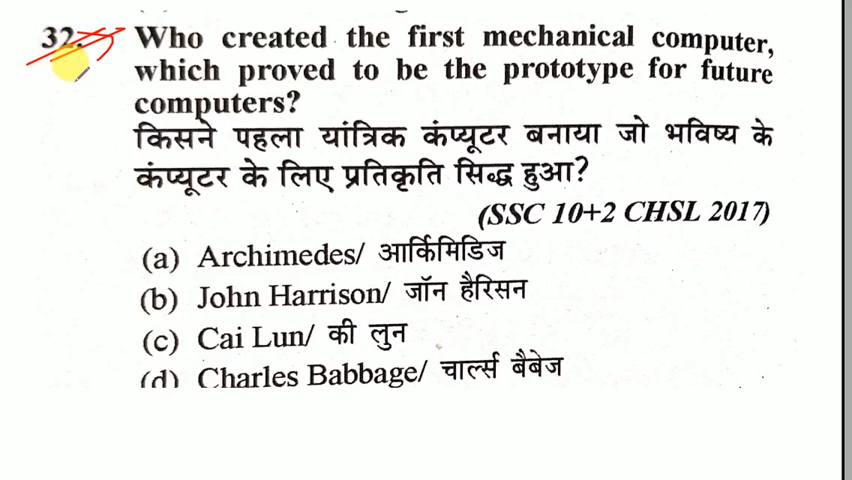 32. Who created the first mechanical computer,
which proved to be the prototype for future
computers?
किसने पहला यांत्रिक कंप्यूटर बनाया जो भविष्य के
कंप्यूटर के लिए प्रतिकृति सिद्ध हुआ?
(SSC 10+2 CHSL 2017)
(a) Archimedes/ आर्किमिडिज
(b) John Harrison/ जॉन हैरिसन
(c) Cai Lun/ की लुन
(d) Charles Babbage/ चार्ल्स बैबेज